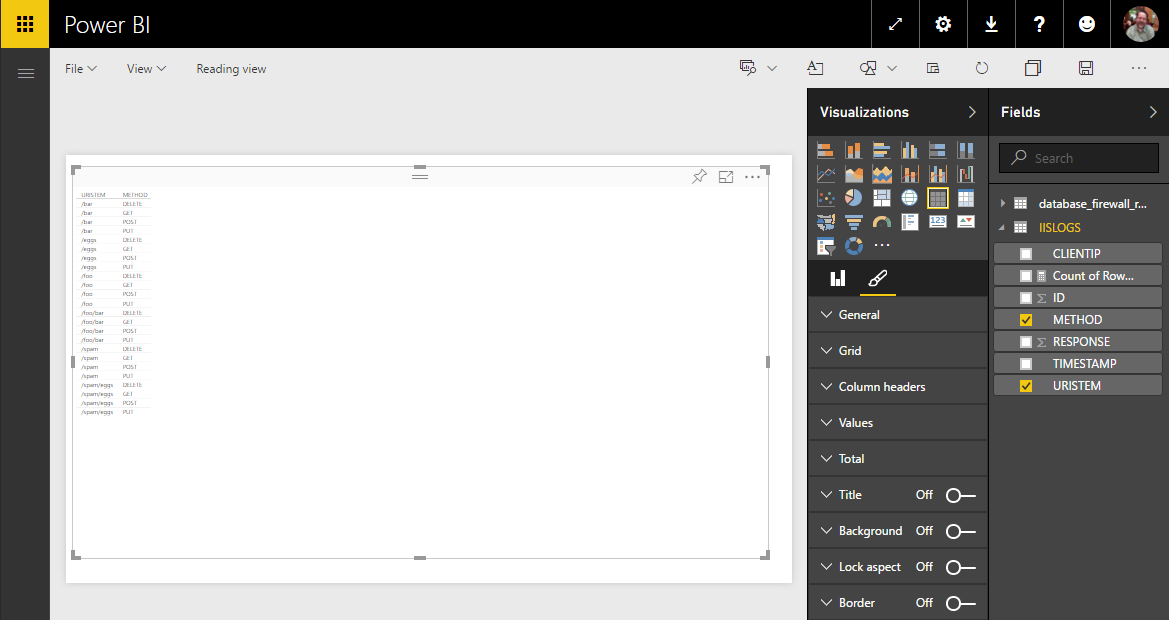 Power BI
?
File View Reading view
URISTEM METHOD
/bar DELETE
/bar GET
/bar POST
/bar PUT
/eggs DELETE
/eggs GET
/eggs POST
/eggs PUT
/foo DELETE
/foo GET
/foo POST
/foo PUT
/foo/bar DELETE
/foo/bar GET
/foo/bar POST
/foo/bar PUT
/spam DELETE
/spam GET
/spam POST
/spam PUT
/spam/eggs DELETE
/spam/eggs GET
/spam/eggs POST
/spam/eggs PUT
Visualizations
123
General
Grid
Column headers
Values
Total
Title Off
Background Off
Lock aspect Off
Border Off
Fields
Search
database_firewall_r...
IISLOGS
CLIENTIP
Count of Row...
Σ ID
METHOD
Σ RESPONSE
TIMESTAMP
URISTEM